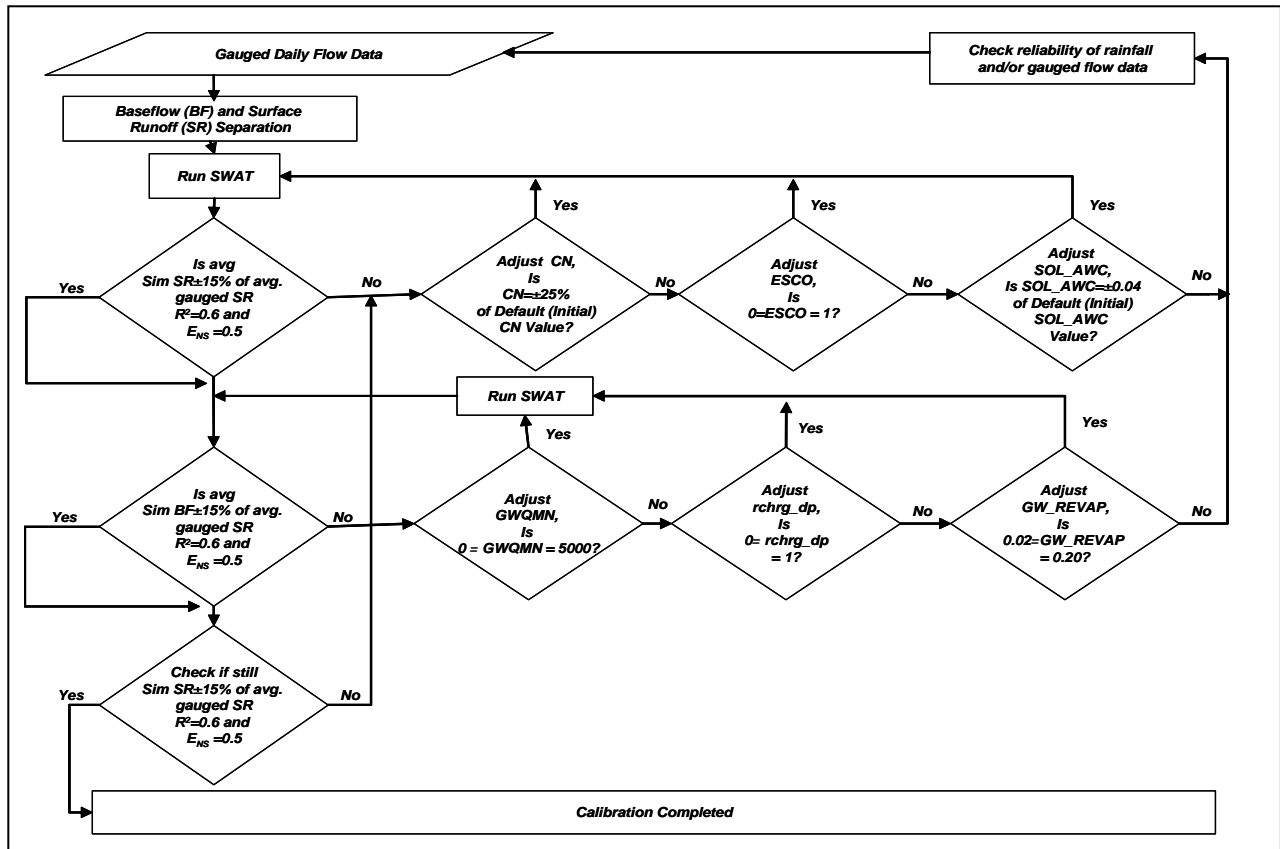 Gauged Daily Flow Data
Check reliability of rainfall
and/or gauged flow data
Baseflow (BF) and Surface
Runoff (SR) Separation
Run SWAT
Is avg
Sim SR±15% of avg.
gauged SR
R²=0.6 and
E_NS =0.5
Yes
No
Adjust CN,
Is
CN=±25%
of Default (Initial)
CN Value?
Yes
No
Adjust
ESCO,
Is
0=ESCO = 1?
Yes
No
Adjust
SOL_AWC,
Is SOL_AWC=±0.04
of Default (Initial)
SOL_AWC
Value?
Yes
No
Run SWAT
Is avg
Sim BF±15% of avg.
gauged SR
R²=0.6 and
E_NS =0.5
Yes
No
Adjust
GWQMN,
Is
0 = GWQMN = 5000?
Yes
No
Adjust
rchrg_dp,
Is
0= rchrg_dp
= 1?
Yes
No
Adjust
GW_REVAP,
Is
0.02=GW_REVAP
= 0.20?
Yes
No
Check if still
Sim SR±15% of avg.
gauged SR
R²=0.6 and
E_NS =0.5
Yes
No
Calibration Completed